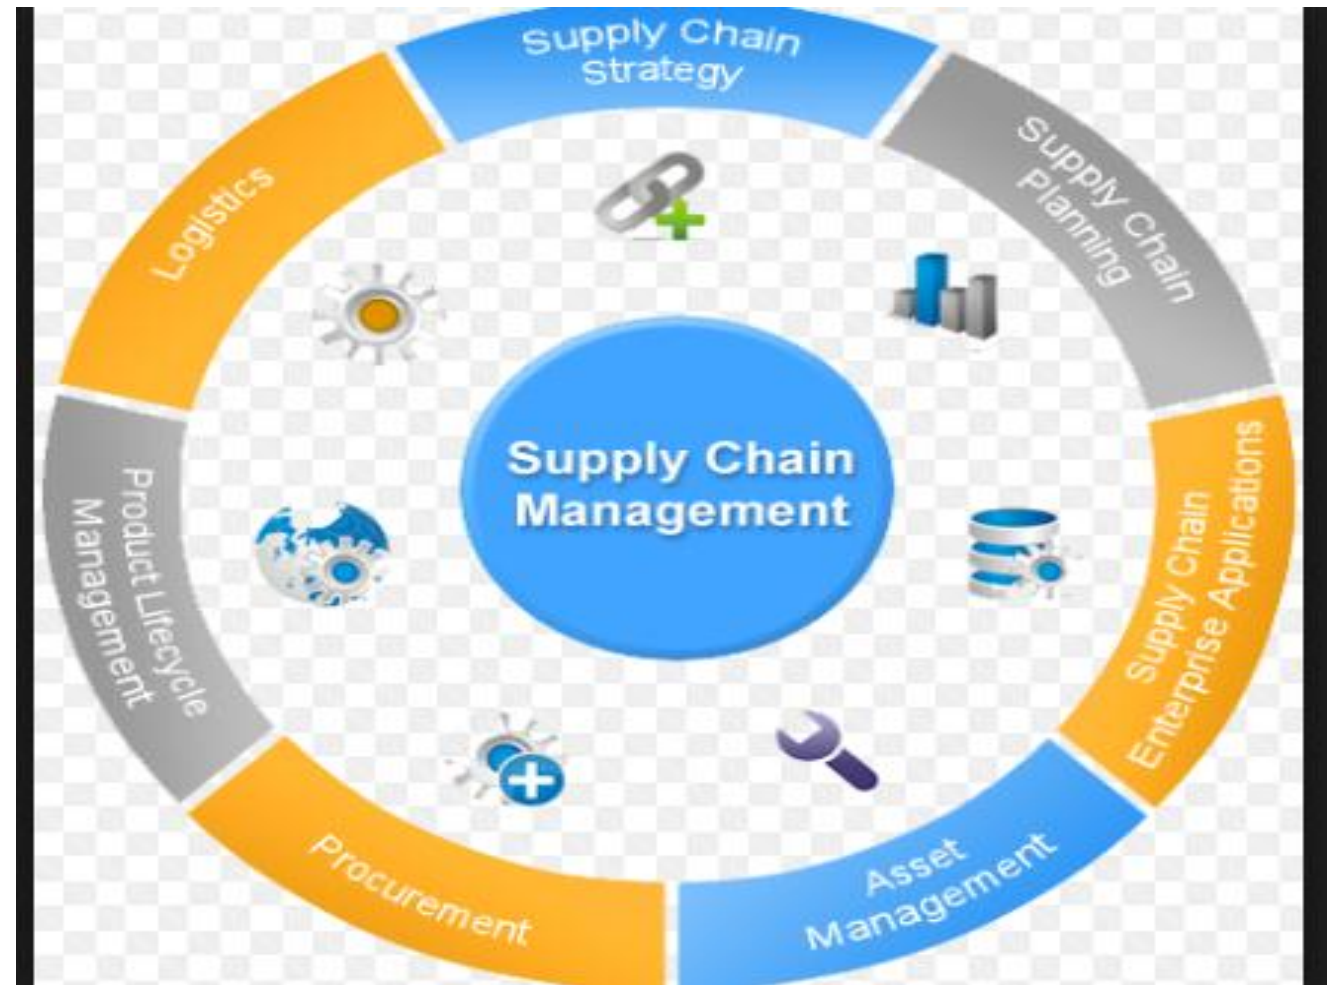 Supply Chain
Strategy
Supply Chain
Planning
Supply Chain
Enterprise Applications
Asset
Management
Procurement
Product Lifecycle
Management
Logistics
Supply Chain
Management